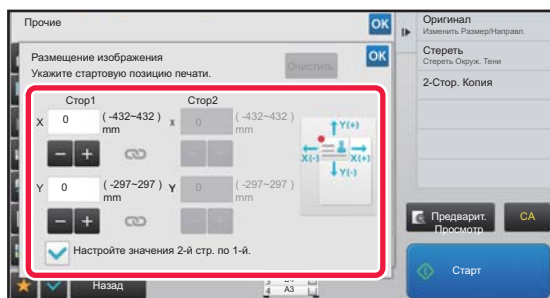 Прочие
OK
Оригинал
Изменить Размер/Направл.
Размещение изображения
Укажите стартовую позицию печати.
Очистить
OK
Стереть
Стереть Окруж. Тени
2-Стор. Копия
Стор1
Стор2
X 0 ( -432~432 ) mm
x 0 ( -432~432 ) mm
Y(+)
X(-) X(+)
Y(-)
Y 0 ( -297~297 ) mm
Y 0 ( -297~297 ) mm
Настройте значения 2-й стр. по 1-й.
Предварит. Просмотр
CA
Назад
4 A3
Старт